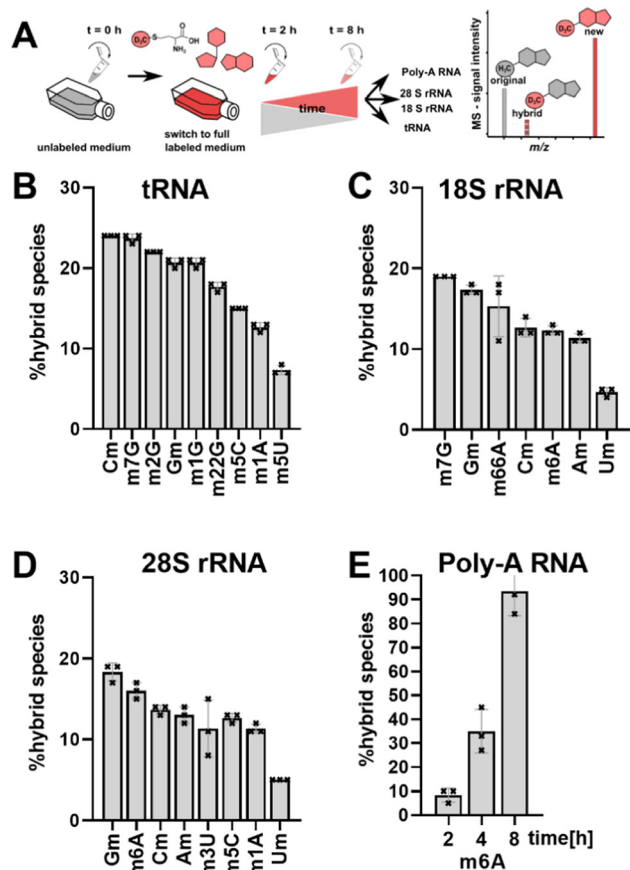 A
t = 0 h
D₃C
S
O
OH
NH₂
t = 2 h
t = 8 h
unlabeled medium
switch to full
labeled medium
time
Poly-A RNA
28 S rRNA
18 S rRNA
tRNA
MS - signal intensity
D₃C
new
H₃C
original
D₃C
hybrid
m/z
B
tRNA
%hybrid species
30
20
10
0
Cm
m7G
m2G
Gm
m1G
m22G
m5C
m1A
m5U
C
18S rRNA
%hybrid species
30
20
10
0
m7G
Gm
m66A
Cm
m6A
Am
Um
D
28S rRNA
%hybrid species
30
20
10
0
Gm
m6A
Cm
Am
m3U
m5C
m1A
Um
E
Poly-A RNA
%hybrid species
100
90
80
70
60
50
40
30
20
10
0
2 4 8 time[h]
m6A